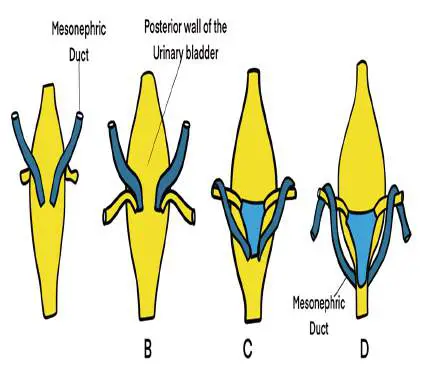 Mesonephric
Duct
Posterior wall of the
Urinary bladder
Mesonephric
Duct
B
C
D